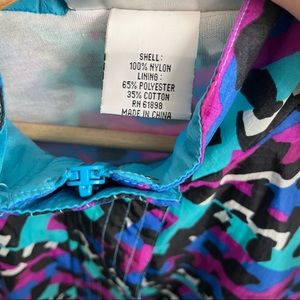 SHELL:
100% NYLON
LINING:
65% POLYESTER
35% COTTON
RN 61898
MADE IN CHINA